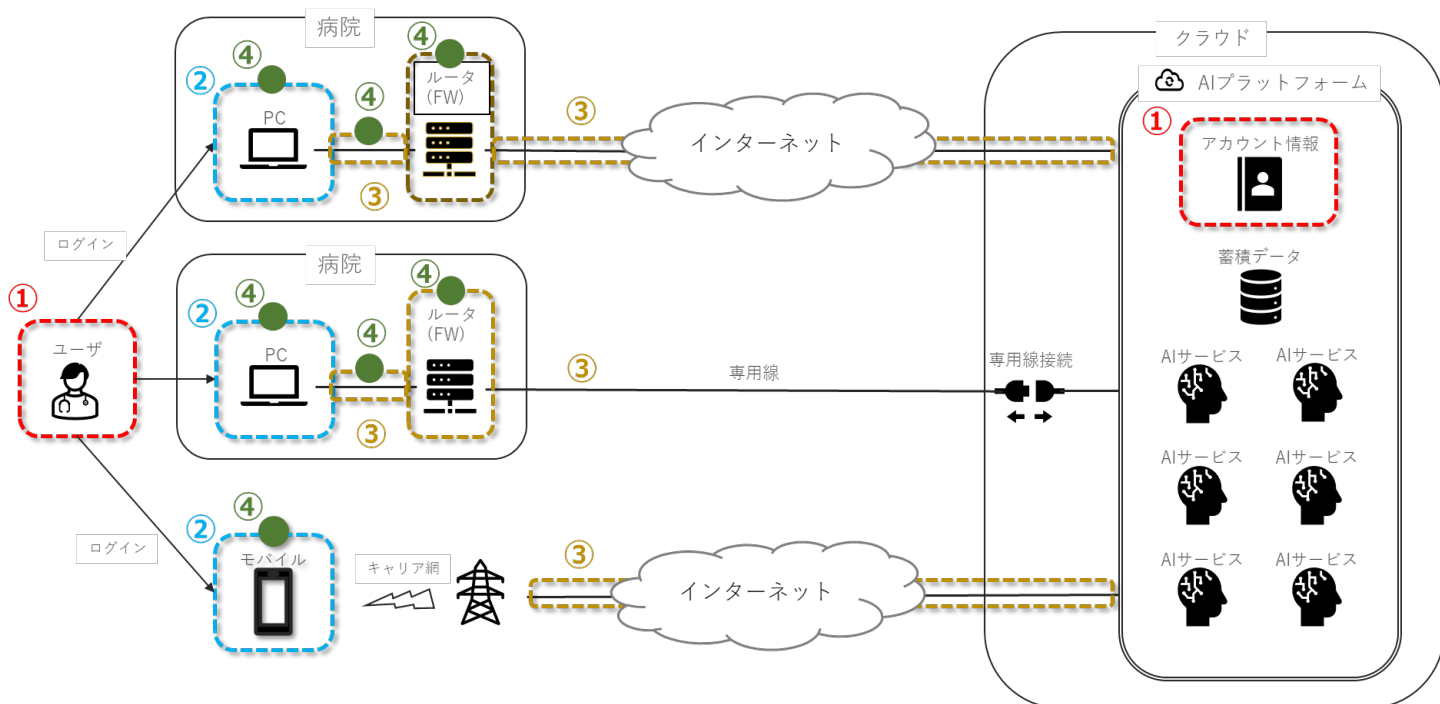 病院
クラウド
AIプラットフォーム
④
④
②
④
ルータ
(FW)
PC
③
③
インターネット
①
アカウント情報
ログイン
病院
蓄積データ
①
ユーザ
④
④
②
④
ルータ
(FW)
PC
③
③
専用線
専用線接続
AIサービス
AIサービス
AIサービス
AIサービス
ログイン
④
②
モバイル
キャリア網
③
インターネット
AIサービス
AIサービス